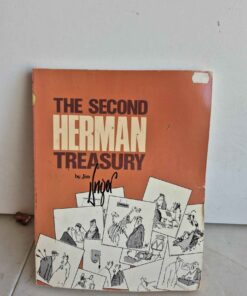 THE SECOND
HERMAN
TREASURY
by Jim
Unger